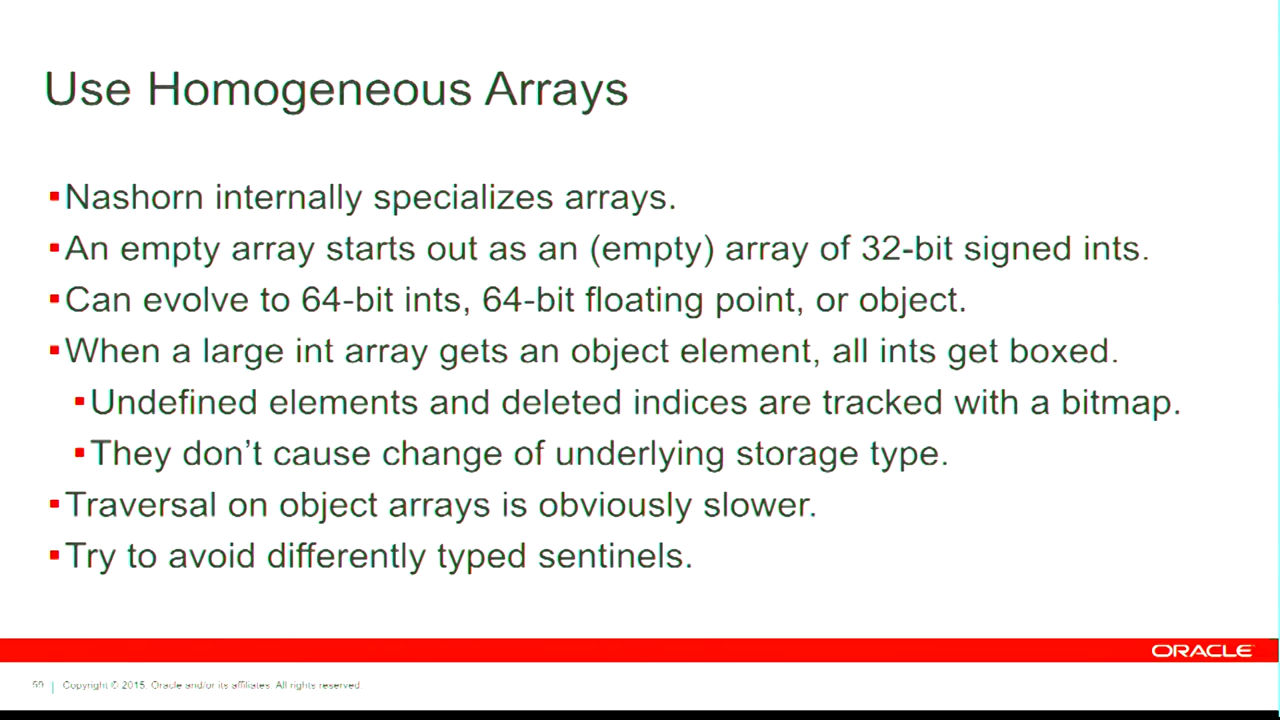 Use Homogeneous Arrays
▪Nashorn internally specializes arrays.
▪An empty array starts out as an (empty) array of 32-bit signed ints.
▪Can evolve to 64-bit ints, 64-bit floating point, or object.
▪When a large int array gets an object element, all ints get boxed.
▪Undefined elements and deleted indices are tracked with a bitmap.
▪They don’t cause change of underlying storage type.
▪Traversal on object arrays is obviously slower.
▪Try to avoid differently typed sentinels.
ORACLE
Copyright © 2015, Oracle and/or its affiliates. All rights reserved.